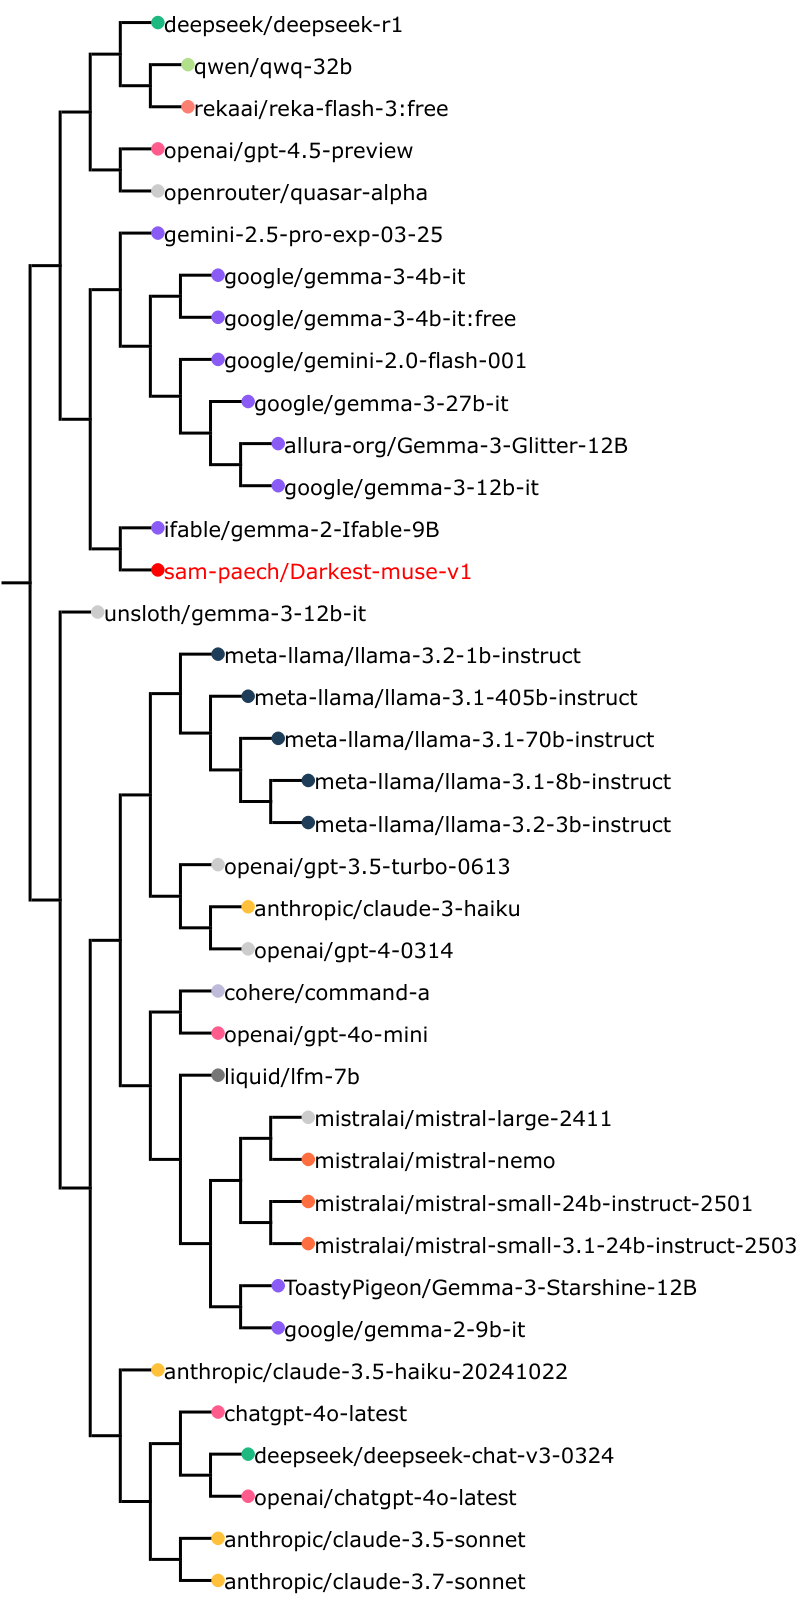 deepseek/deepseek-r1
qwen/qwq-32b
rekaai/reka-flash-3:free
openai/gpt-4.5-preview
openrouter/quasar-alpha
gemini-2.5-pro-exp-03-25
google/gemma-3-4b-it
google/gemma-3-4b-it:free
google/gemini-2.0-flash-001
google/gemma-3-27b-it
allura-org/Gemma-3-Glitter-12B
google/gemma-3-12b-it
ifable/gemma-2-Ifable-9B
sam-paech/Darkest-muse-v1
unsloth/gemma-3-12b-it
meta-llama/llama-3.2-1b-instruct
meta-llama/llama-3.1-405b-instruct
meta-llama/llama-3.1-70b-instruct
meta-llama/llama-3.1-8b-instruct
meta-llama/llama-3.2-3b-instruct
openai/gpt-3.5-turbo-0613
anthropic/claude-3-haiku
openai/gpt-4-0314
cohere/command-a
openai/gpt-4o-mini
liquid/lfm-7b
mistralai/mistral-large-2411
mistralai/mistral-nemo
mistralai/mistral-small-24b-instruct-2501
mistralai/mistral-small-3.1-24b-instruct-2503
ToastyPigeon/Gemma-3-Starshine-12B
google/gemma-2-9b-it
anthropic/claude-3.5-haiku-20241022
chatgpt-4o-latest
deepseek/deepseek-chat-v3-0324
openai/chatgpt-4o-latest
anthropic/claude-3.5-sonnet
anthropic/claude-3.7-sonnet